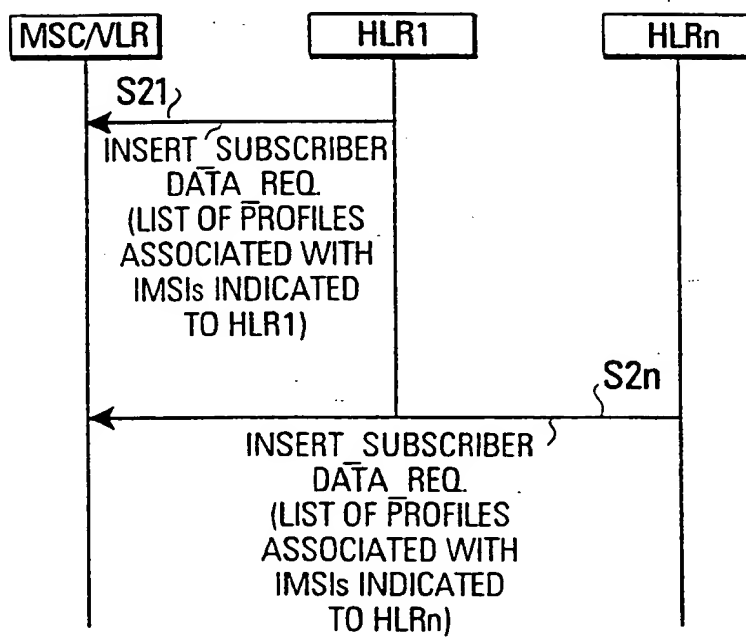 MSC/VLR
HLR1
HLRn
S21
INSERT_SUBSCRIBER
DATA_REQ.
(LIST OF PROFILES
ASSOCIATED WITH
IMSIs INDICATED
TO HLR1)
S2n
INSERT_SUBSCRIBER
DATA_REQ.
(LIST OF PROFILES
ASSOCIATED WITH
IMSIs INDICATED
TO HLRn)